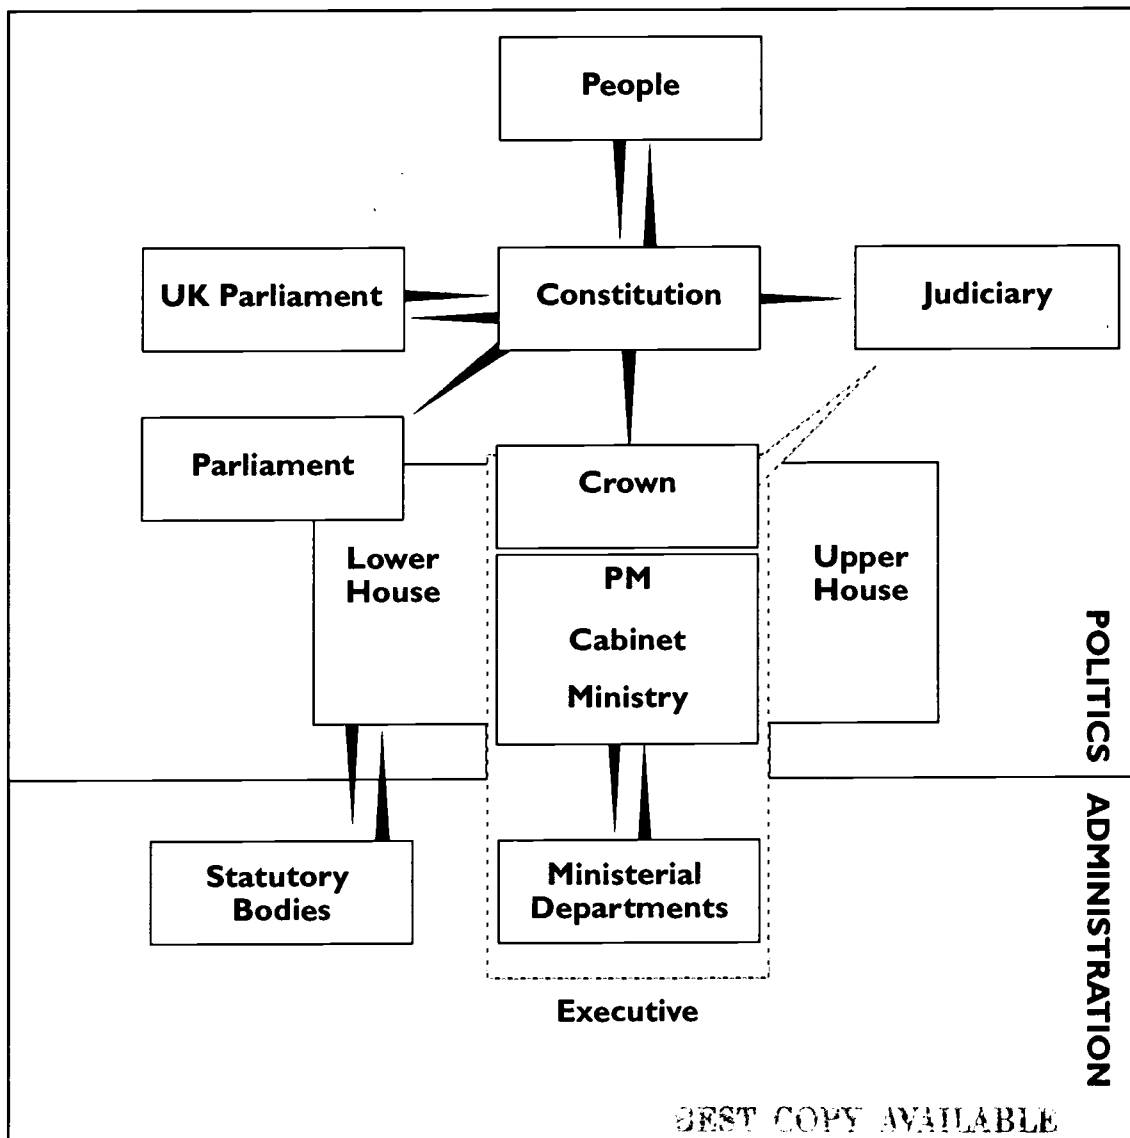 People
UK Parliament
Constitution
Judiciary
Parliament
Crown
Lower
House
PM
Cabinet
Ministry
Upper
House
POLITICS
Statutory
Bodies
Ministerial
Departments
Executive
ADMINISTRATION
BEST COPY AVAILABLE